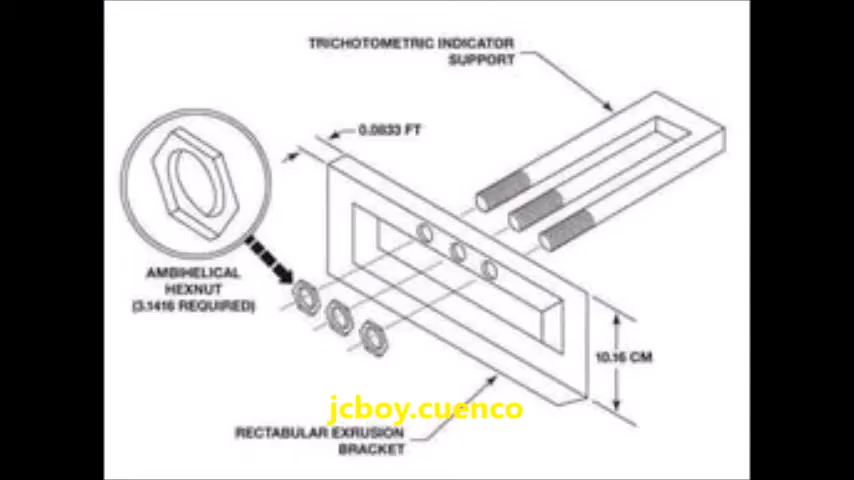 TRICHOTOMETRIC INDICATOR
SUPPORT
0.0833 FT
AMBIHELICAL
HEXNUT
(3.1416 REQUIRED)
10.16 CM
jcboy.cuenco
RECTABULAR EXRUSION
BRACKET